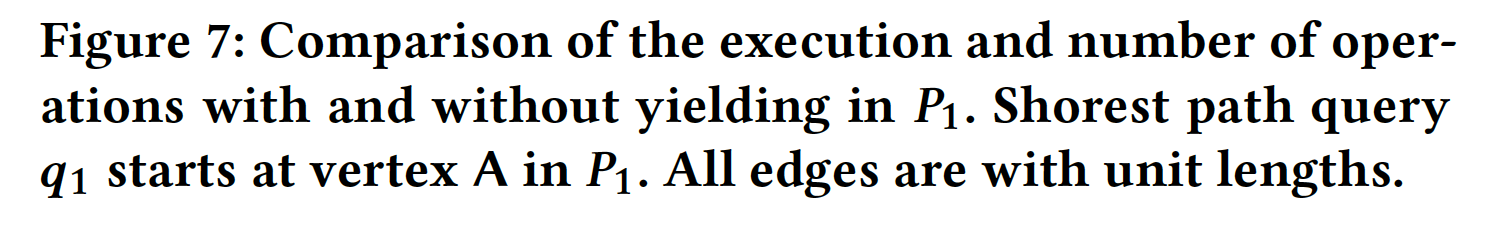 Figure 7: Comparison of the execution and number of oper-
ations with and without yielding in P₁. Shorest path query
q₁ starts at vertex A in P₁. All edges are with unit lengths.